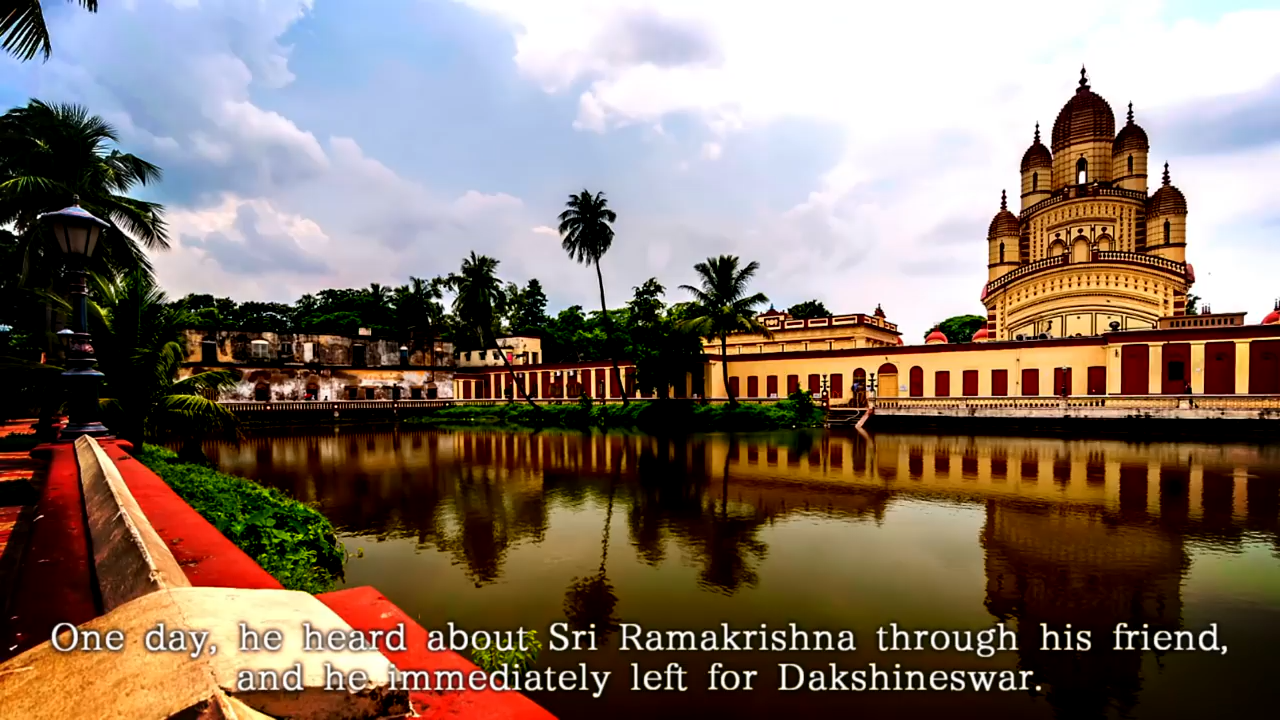 One day, he heard about Sri Ramakrishna through his friend,
and he immediately left for Dakshineswar.